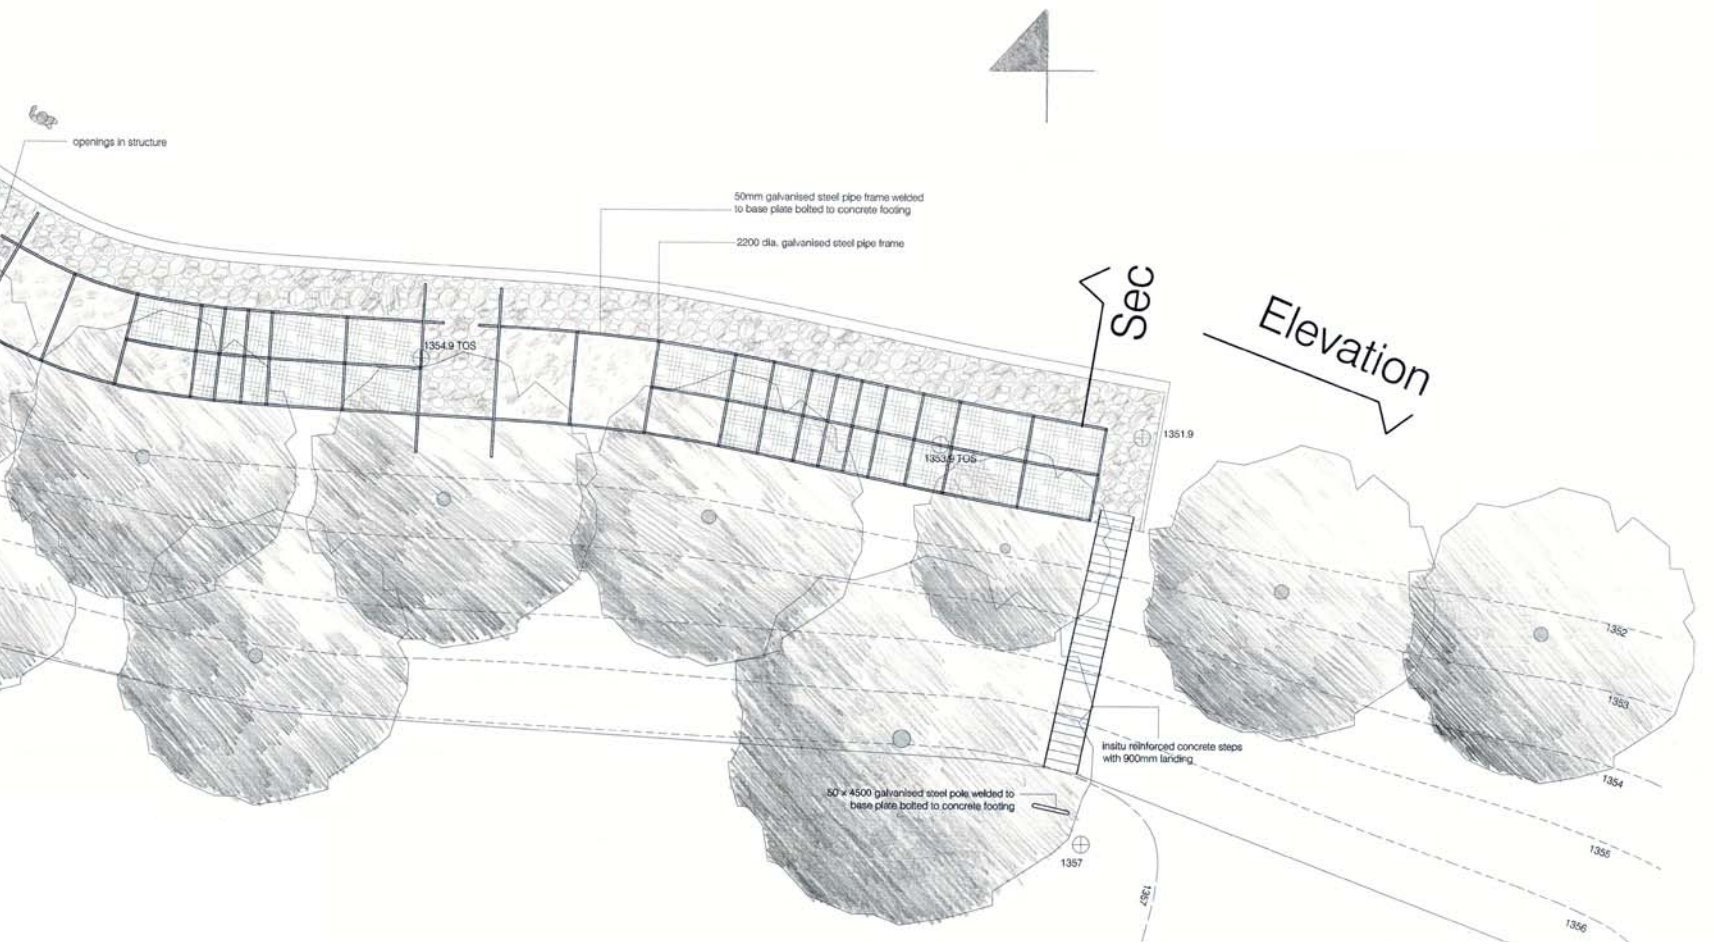 openings in structure
50mm galvanised steel pipe frame welded
to base plate bolted to concrete footing
2200 dia. galvanised steel pipe frame
Sec
Elevation
1354.9 TOS
1351.9
1353.9 TOS
1352
1353
insitu reinforced concrete steps
with 900mm landing
1354
50 x 4500 galvanised steel pole welded to
base plate bolted to concrete footing
1355
1357
1357
1356